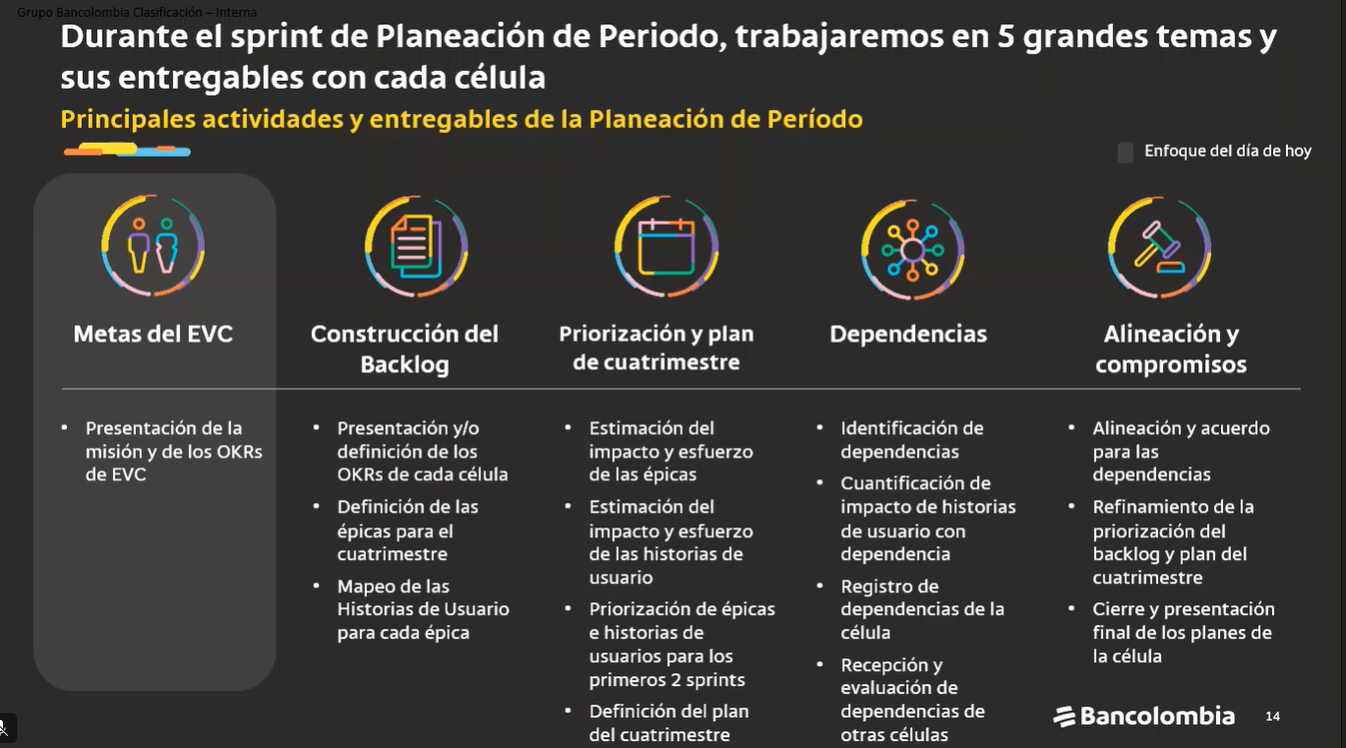 Grupo Bancolombia Clasificación – Interna
Durante el sprint de Planeación de Periodo, trabajaremos en 5 grandes temas y
sus entregables con cada célula
Principales actividades y entregables de la Planeación de Período
Enfoque del día de hoy
Metas del EVC
• Presentación de la
misión y de los OKRs
de EVC
Construcción del
Backlog
• Presentación y/o
definición de los
OKRs de cada célula
• Definición de las
épicas para el
cuatrimestre
• Mapeo de las
Historias de Usuario
para cada épica
Priorización y plan
de cuatrimestre
• Estimación del
impacto y esfuerzo
de las épicas
• Estimación del
impacto y esfuerzo
de las historias de
usuario
• Priorización de épicas
e historias de
usuarios para los
primeros 2 sprints
• Definición del plan
del cuatrimestre
Dependencias
• Identificación de
dependencias
• Cuantificación de
impacto de historias
de usuario con
dependencia
• Registro de
dependencias de la
célula
• Recepción y
evaluación de
dependencias de
otras células
Alineación y
compromisos
• Alineación y acuerdo
para las
dependencias
• Refinamiento de la
priorización del
backlog y plan del
cuatrimestre
• Cierre y presentación
final de los planes de
la célula
Bancolombia
14